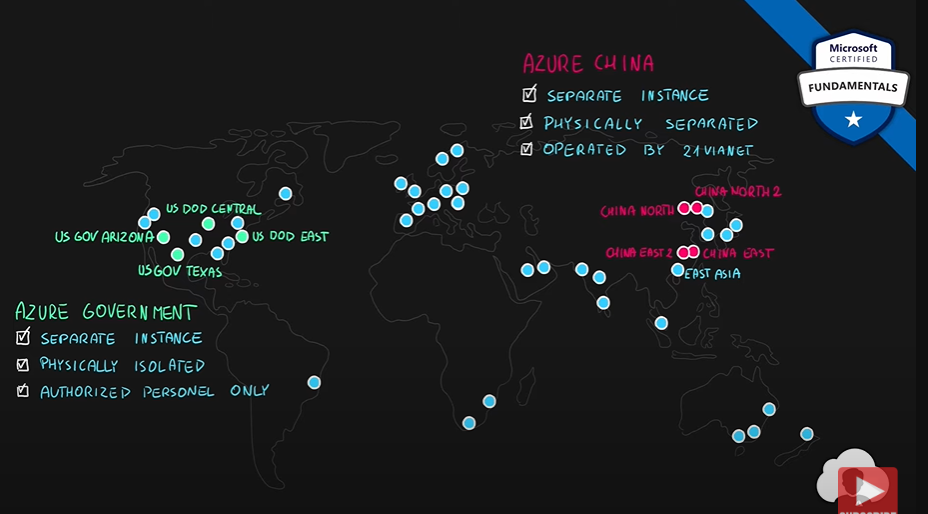 Microsoft
CERTIFIED
FUNDAMENTALS
AZURE CHINA
SEPARATE INSTANCE
PHYSICALLY SEPARATED
OPERATED BY 21VIANET
CHINA NORTH 2
CHINA NORTH
CHINA EAST 2
CHINA EAST
EAST ASIA
US DOD CENTRAL
US GOV ARIZONA
US DOD EAST
US GOV TEXAS
AZURE GOVERNMENT
SEPARATE INSTANCE
PHYSICALLY ISOLATED
AUTHORIZED PERSONEL ONLY
SUBSCRIBE